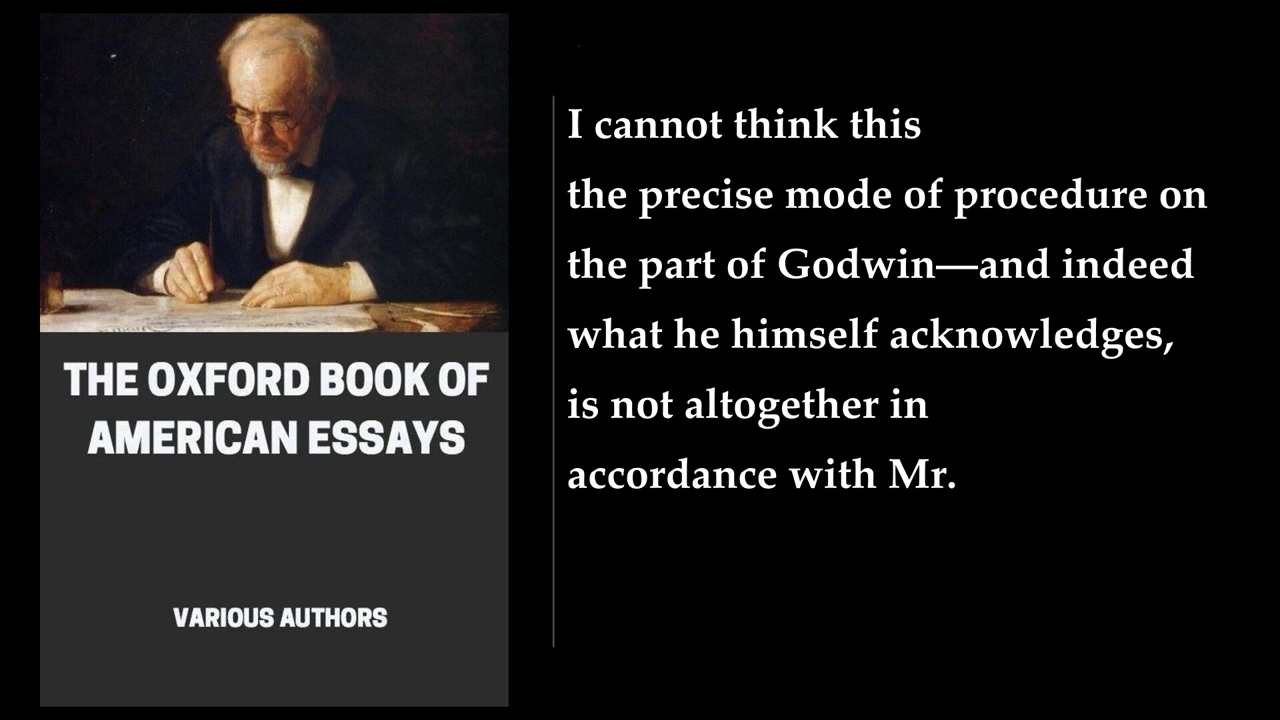 THE OXFORD BOOK OF
AMERICAN ESSAYS
VARIOUS AUTHORS
I cannot think this
the precise mode of procedure on
the part of Godwin—and indeed
what he himself acknowledges,
is not altogether in
accordance with Mr.